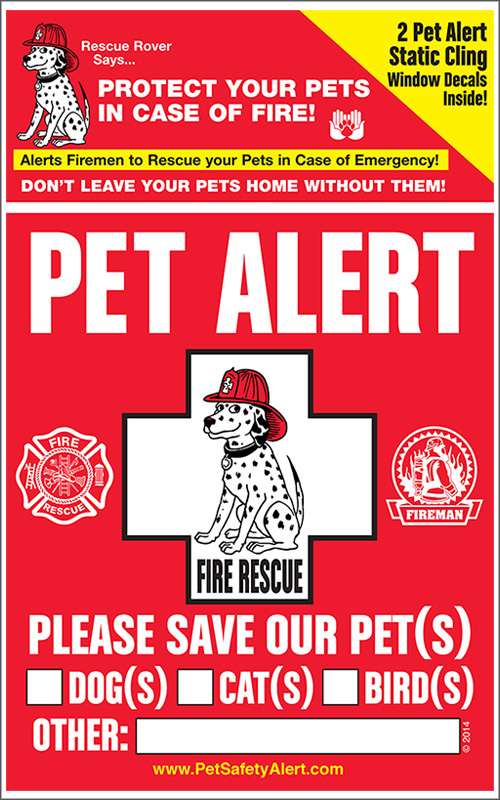 Rescue Rover
Says...
PROTECT YOUR PETS
IN CASE OF FIRE!
2 Pet Alert
Static Cling
Window Decals
Inside!
Alerts Firemen to Rescue your Pets in Case of Emergency!
DON'T LEAVE YOUR PETS HOME WITHOUT THEM!
PET ALERT
FIRE
RESCUE
FIRE RESCUE
FIREMAN
PLEASE SAVE OUR PET(S)
DOG(S) CAT(S) BIRD(S)
OTHER:
© 2014
www.PetSafetyAlert.com